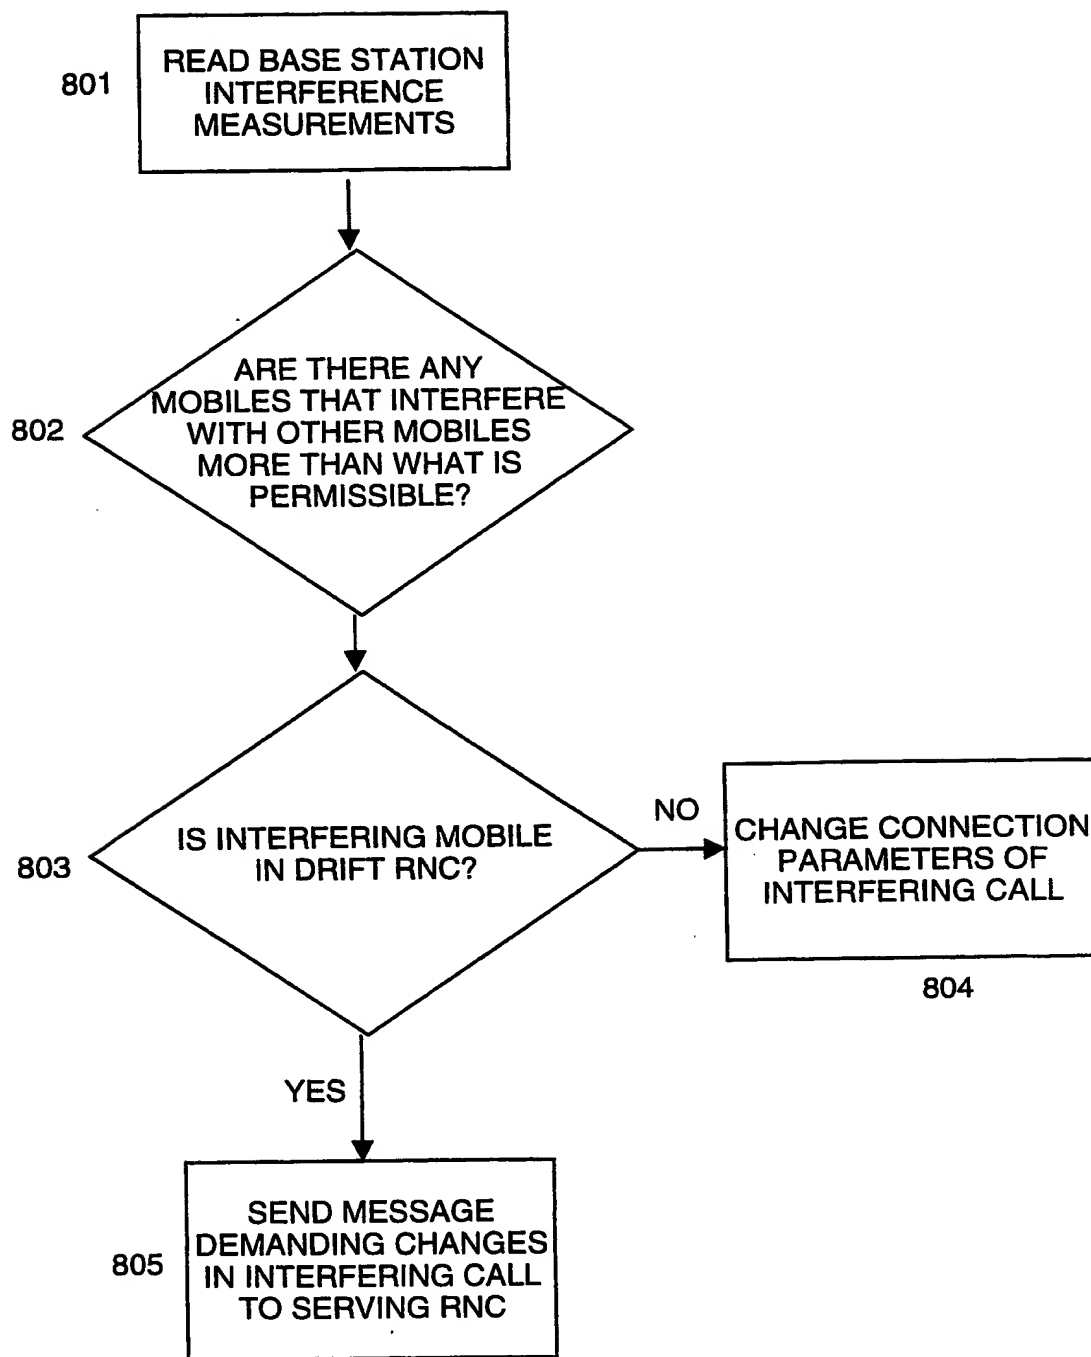 801
READ BASE STATION
INTERFERENCE
MEASUREMENTS
802
ARE THERE ANY
MOBILES THAT INTERFERE
WITH OTHER MOBILES
MORE THAN WHAT IS
PERMISSIBLE?
803
IS INTERFERING MOBILE
IN DRIFT RNC?
NO
CHANGE CONNECTION
PARAMETERS OF
INTERFERING CALL
804
YES
805
SEND MESSAGE
DEMANDING CHANGES
IN INTERFERING CALL
TO SERVING RNC